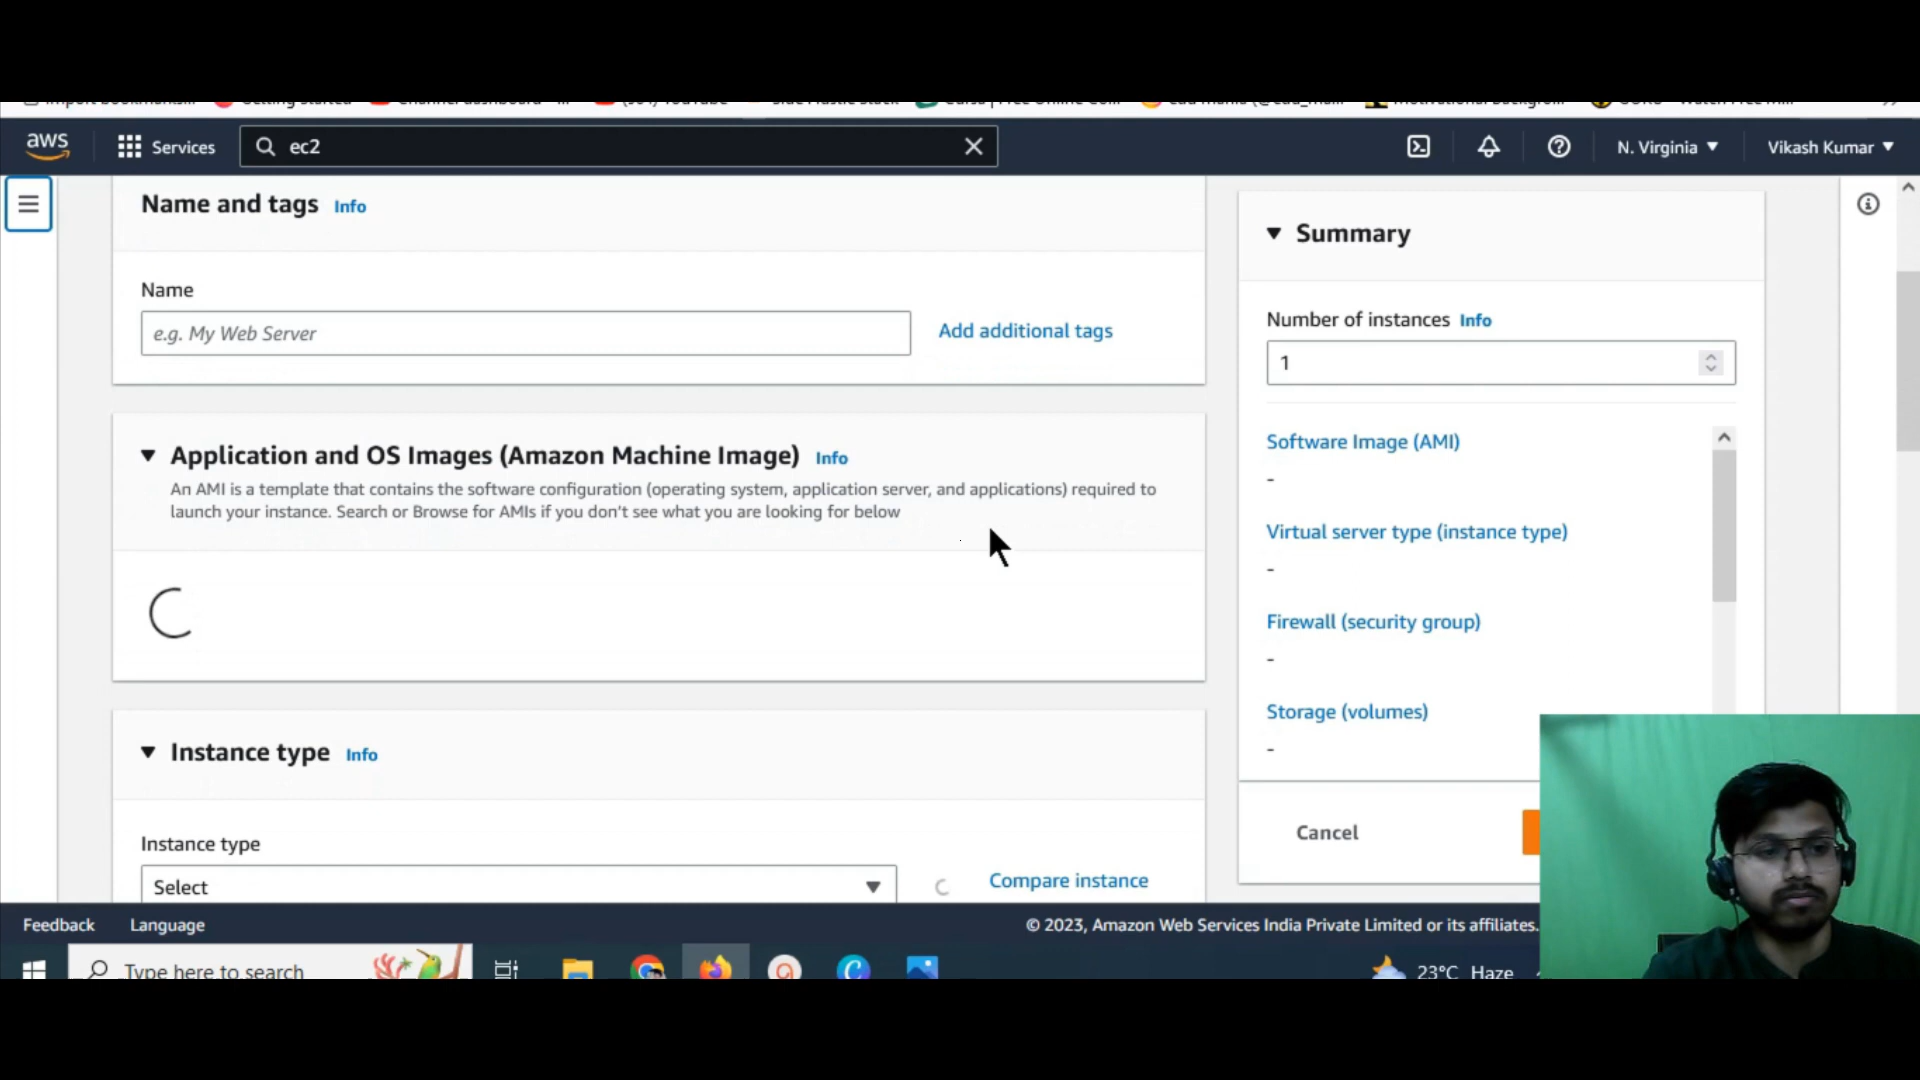 aws
Services
ec2
N. Virginia
Vikash Kumar
Name and tags Info
Name
e.g. My Web Server
Add additional tags
Application and OS Images (Amazon Machine Image) Info
An AMI is a template that contains the software configuration (operating system, application server, and applications) required to
launch your instance. Search or Browse for AMIs if you don't see what you are looking for below
Instance type Info
Instance type
Select
Compare instance
Summary
Number of instances Info
1
Software Image (AMI)
-
Virtual server type (instance type)
-
Firewall (security group)
-
Storage (volumes)
-
Cancel
Feedback
Language
© 2023, Amazon Web Services India Private Limited or its affiliates.
Type here to search
23°C Haze